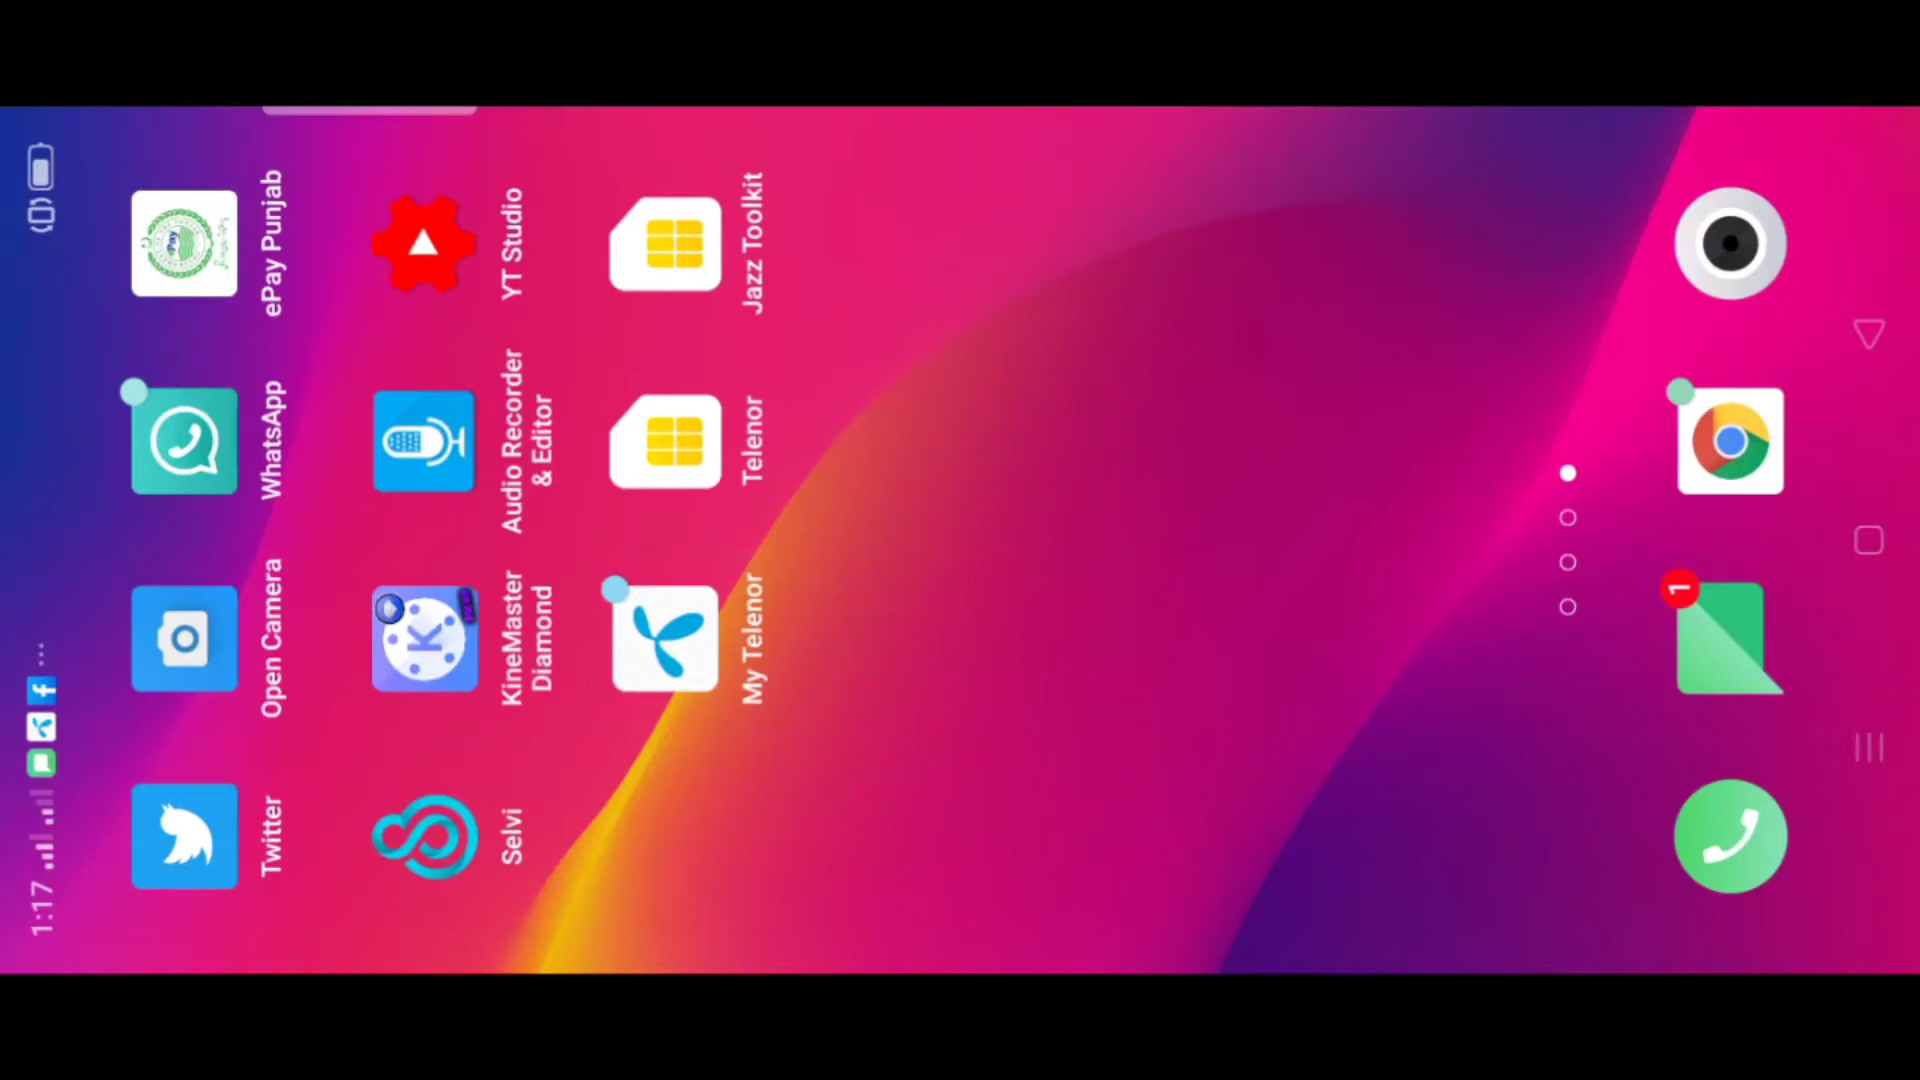 1:17
Twitter
Open Camera
WhatsApp
ePay Punjab
Selvi
KineMaster
Diamond
Audio Recorder
& Editor
YT Studio
My Telenor
Telenor
Jazz Toolkit
1